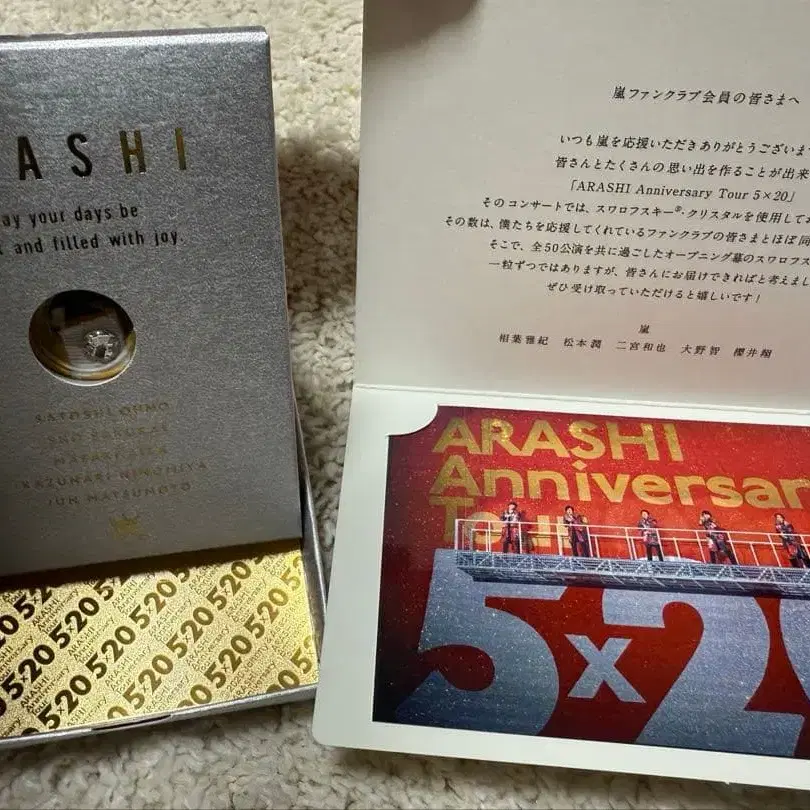 ASHI
ay your days be
and filled with joy.
SATOSHI OHNO
SHO SAKURAI
MASAKI AIBA
KAZUNARI NINOMIYA
JUN MATSUMOTO
5×20
ARASHI
Anniversary
嵐ファンクラブ会員の皆さまへ
いつも嵐を応援いただきありがとうございま
皆さんとたくさんの思い出を作ることが出来
「ARASHI Anniversary Tour 5×20」
そのコンサートでは、スワロフスキー®・クリスタルを使用してお
その数は、僕たちを応援してくれているファンクラブの皆さまとほぼ同
そこで、全50公演を共に過ごしたオープニング幕のスワロフス
一粒ずつではありますが、皆さんにお届けできればと考えまし
ぜひ受け取っていただけると嬉しいです！
嵐
相葉雅紀 松本潤 二宮和也 大野智 櫻井翔
ARASHI
Anniversar
Tour
5x2